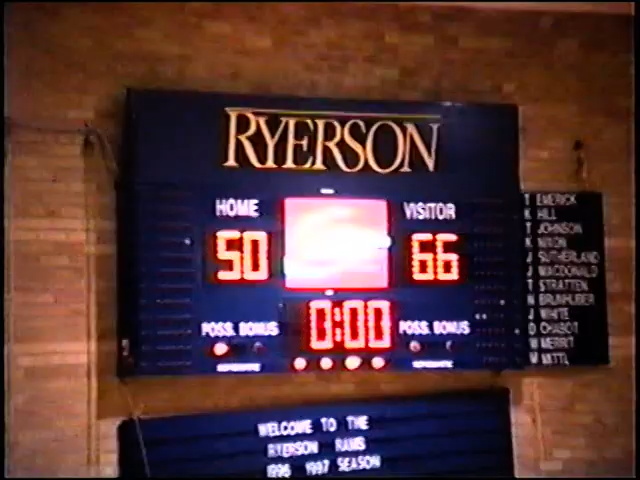 RYERSON
HOME VISITOR
50 66
0:00
POSS. BONUS POSS. BONUS
T EMERICK
K HILL
T JOHNSON
K NIXON
J SUTHERLAND
J MACDONALD
T STRATTEN
N BRUNHUBER
J WHITE
D CHABOT
W MERRIT
M MITTL
WELCOME TO THE
RYERSON RAMS
1996 1997 SEASON